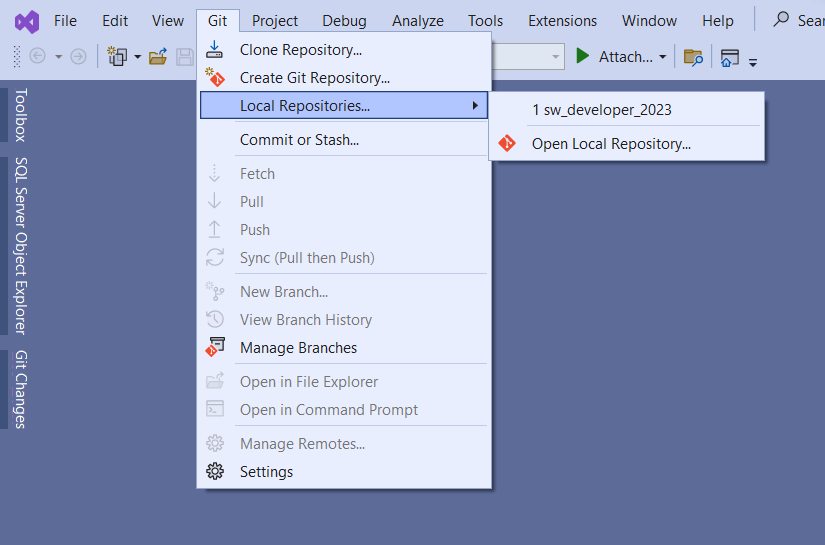 File Edit View Git Project Debug Analyze Tools Extensions Window Help Sear
Attach...
Toolbox
SQL Server Object Explorer
Git Changes
Clone Repository...
Create Git Repository...
Local Repositories...
1 sw_developer_2023
Open Local Repository...
Commit or Stash...
Fetch
Pull
Push
Sync (Pull then Push)
New Branch...
View Branch History
Manage Branches
Open in File Explorer
Open in Command Prompt
Manage Remotes...
Settings